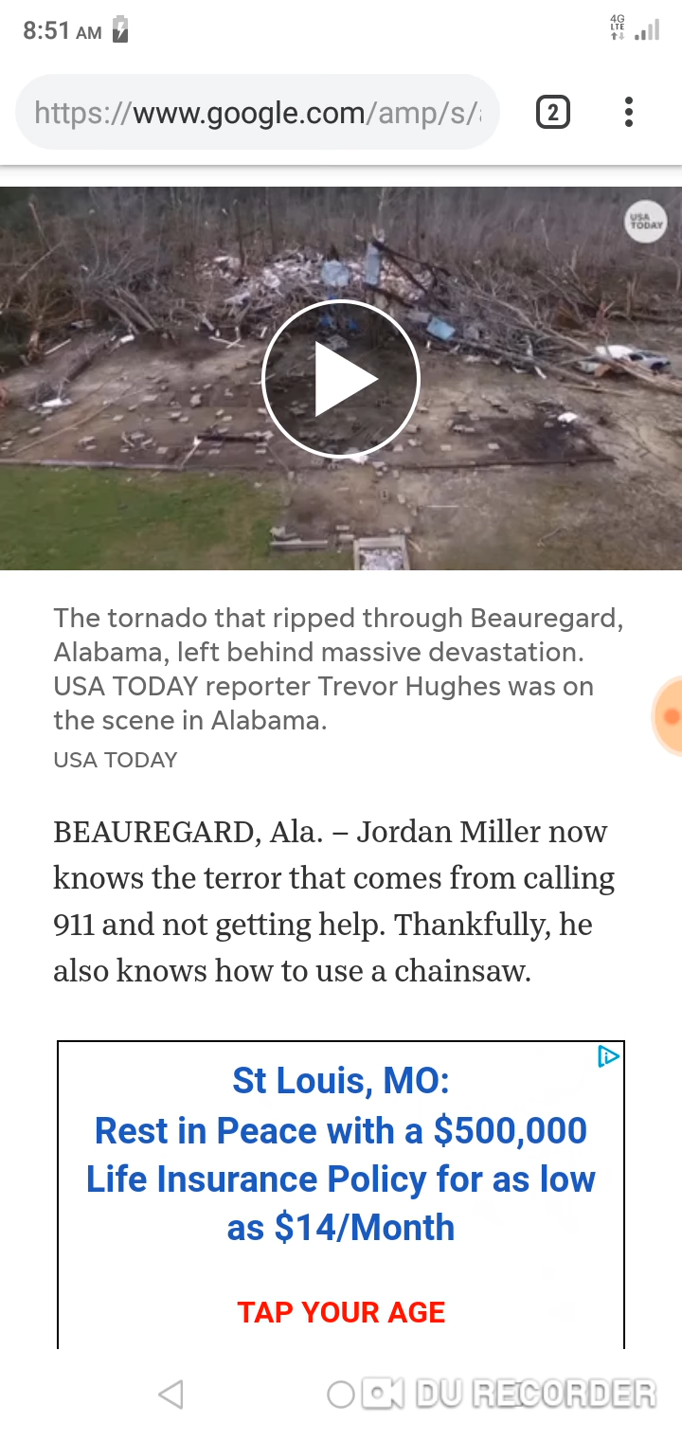 8:51 AM
4G
LTE
https://www.google.com/amp/s/
2
USA
TODAY
The tornado that ripped through Beauregard,
Alabama, left behind massive devastation.
USA TODAY reporter Trevor Hughes was on
the scene in Alabama.
USA TODAY
BEAUREGARD, Ala. – Jordan Miller now
knows the terror that comes from calling
911 and not getting help. Thankfully, he
also knows how to use a chainsaw.
St Louis, MO:
Rest in Peace with a $500,000
Life Insurance Policy for as low
as $14/Month
TAP YOUR AGE
DU RECORDER